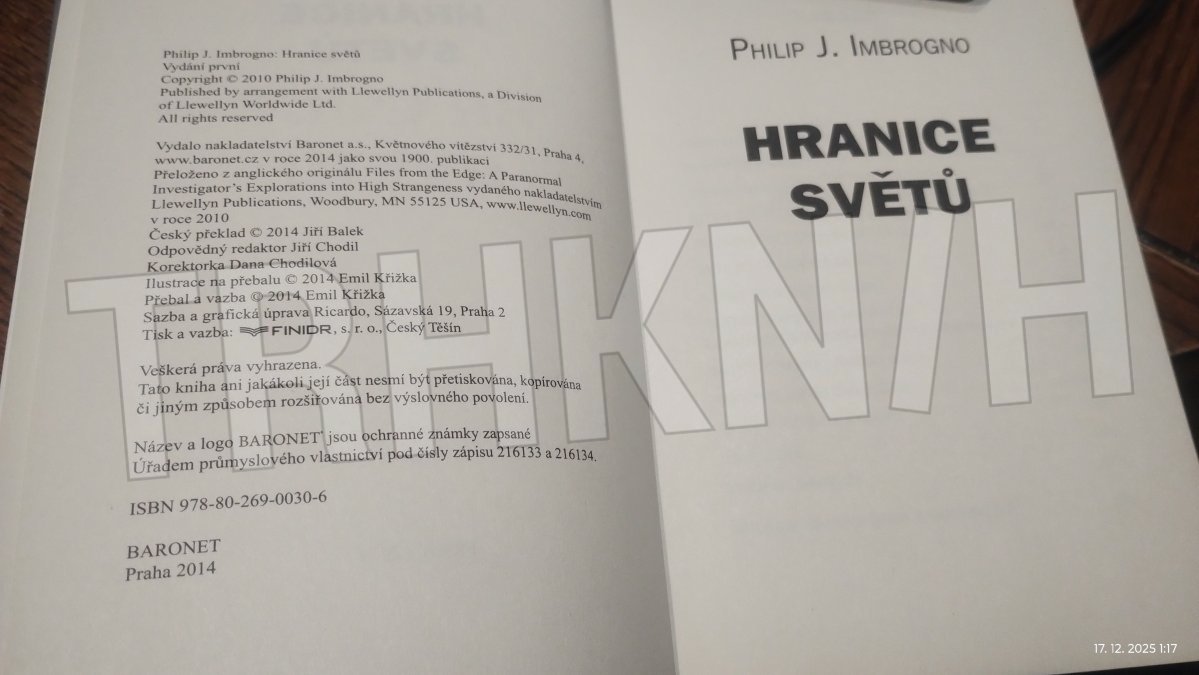 Philip J. Imbrogno: Hranice světů
Vydání první
Copyright © 2010 Philip J. Imbrogno
Published by arrangement with Llewellyn Publications, a Division
of Llewellyn Worldwide Ltd.
All rights reserved
Vydalo nakladatelství Baronet a.s., Květnového vítězství 332/31, Praha 4,
www.baronet.cz v roce 2014 jako svou 1900. publikaci
Přeloženo z anglického originálu Files from the Edge: A Paranormal
Investigator's Explorations into High Strangeness vydaného nakladatelstvím
Llewellyn Publications, Woodbury, MN 55125 USA, www.llewellyn.com
v roce 2010
Český překlad © 2014 Jiří Balek
Odpovědný redaktor Jiří Chodil
Korektorka Dana Chodilová
Ilustrace na přebalu © 2014 Emil Křižka
Přebal a vazba © 2014 Emil Křižka
Sazba a grafická úprava Ricardo, Sázavská 19, Praha 2
Tisk a vazba: FINIDR, s. r. o., Český Těšín
Veškerá práva vyhrazena.
Tato kniha ani jakákoli její část nesmí být přetiskována, kopírována
či jiným způsobem rozšiřována bez výslovného povolení.
Název a logo BARONET® jsou ochranné známky zapsané
Úřadem průmyslového vlastnictví pod čísly zápisu 216133 a 216134.
ISBN 978-80-269-0030-6
BARONET
Praha 2014
PHILIP J. IMBROGNO
HRANICE
SVĚTŮ
TRHKN/H
17. 12. 2025 1:17